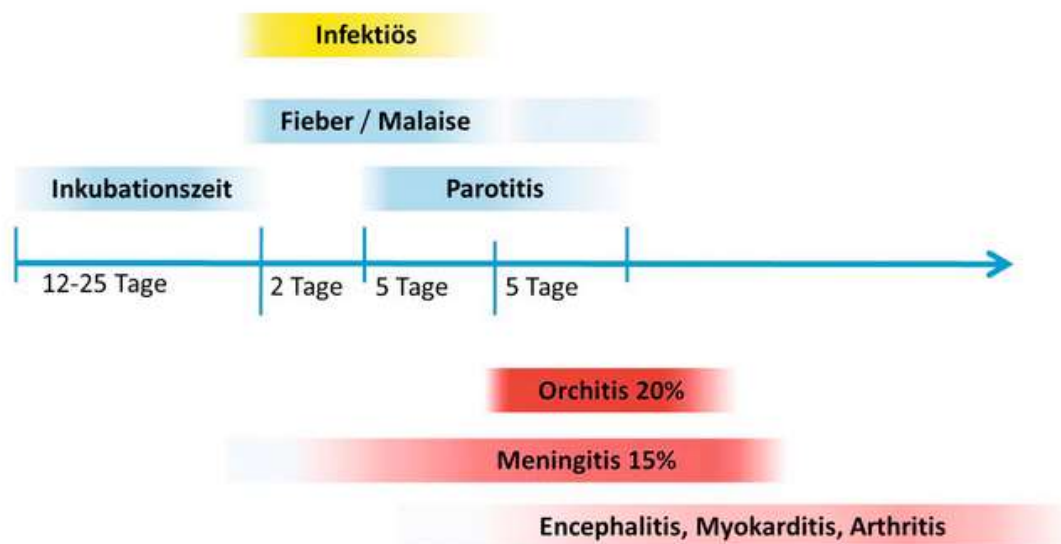 Infektiös
Fieber / Malaise
Inkubationszeit
Parotitis
12-25 Tage
2 Tage
5 Tage
5 Tage
Orchitis 20%
Meningitis 15%
Encephalitis, Myokarditis, Arthritis